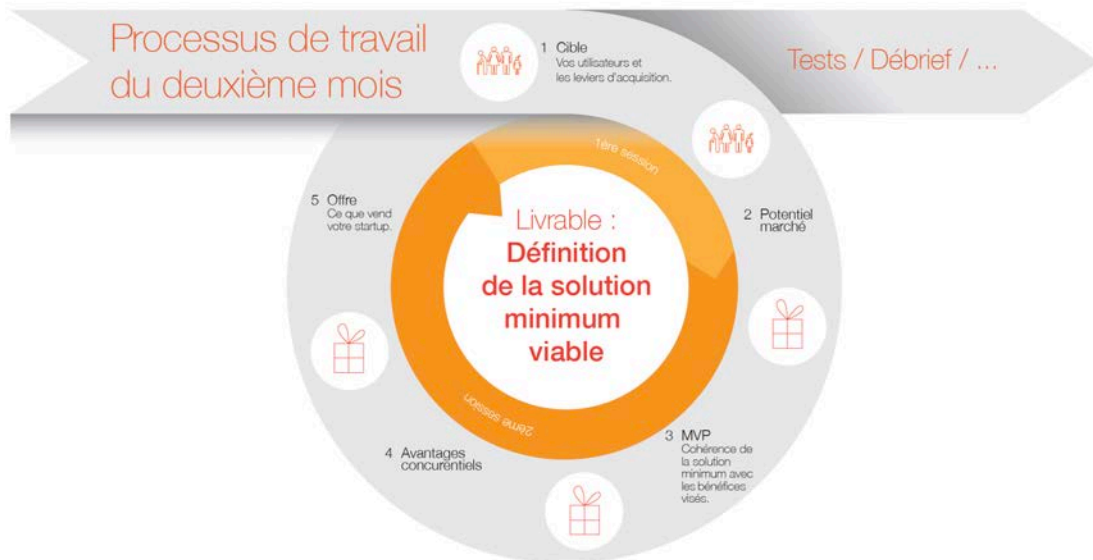 Processus de travail
du deuxième mois
1 Cible
Vos utilisateurs et
les leviers d'acquisition.
Tests / Débrief / ...
1ère session
2 Potentiel
marché
5 Offre
Ce que vend
votre startup.
Livrable :
Définition
de la solution
minimum
viable
2ème session
3 MVP
Cohérence de
la solution
minimum avec
les bénéfices
visés.
4 Avantages
concurentiels